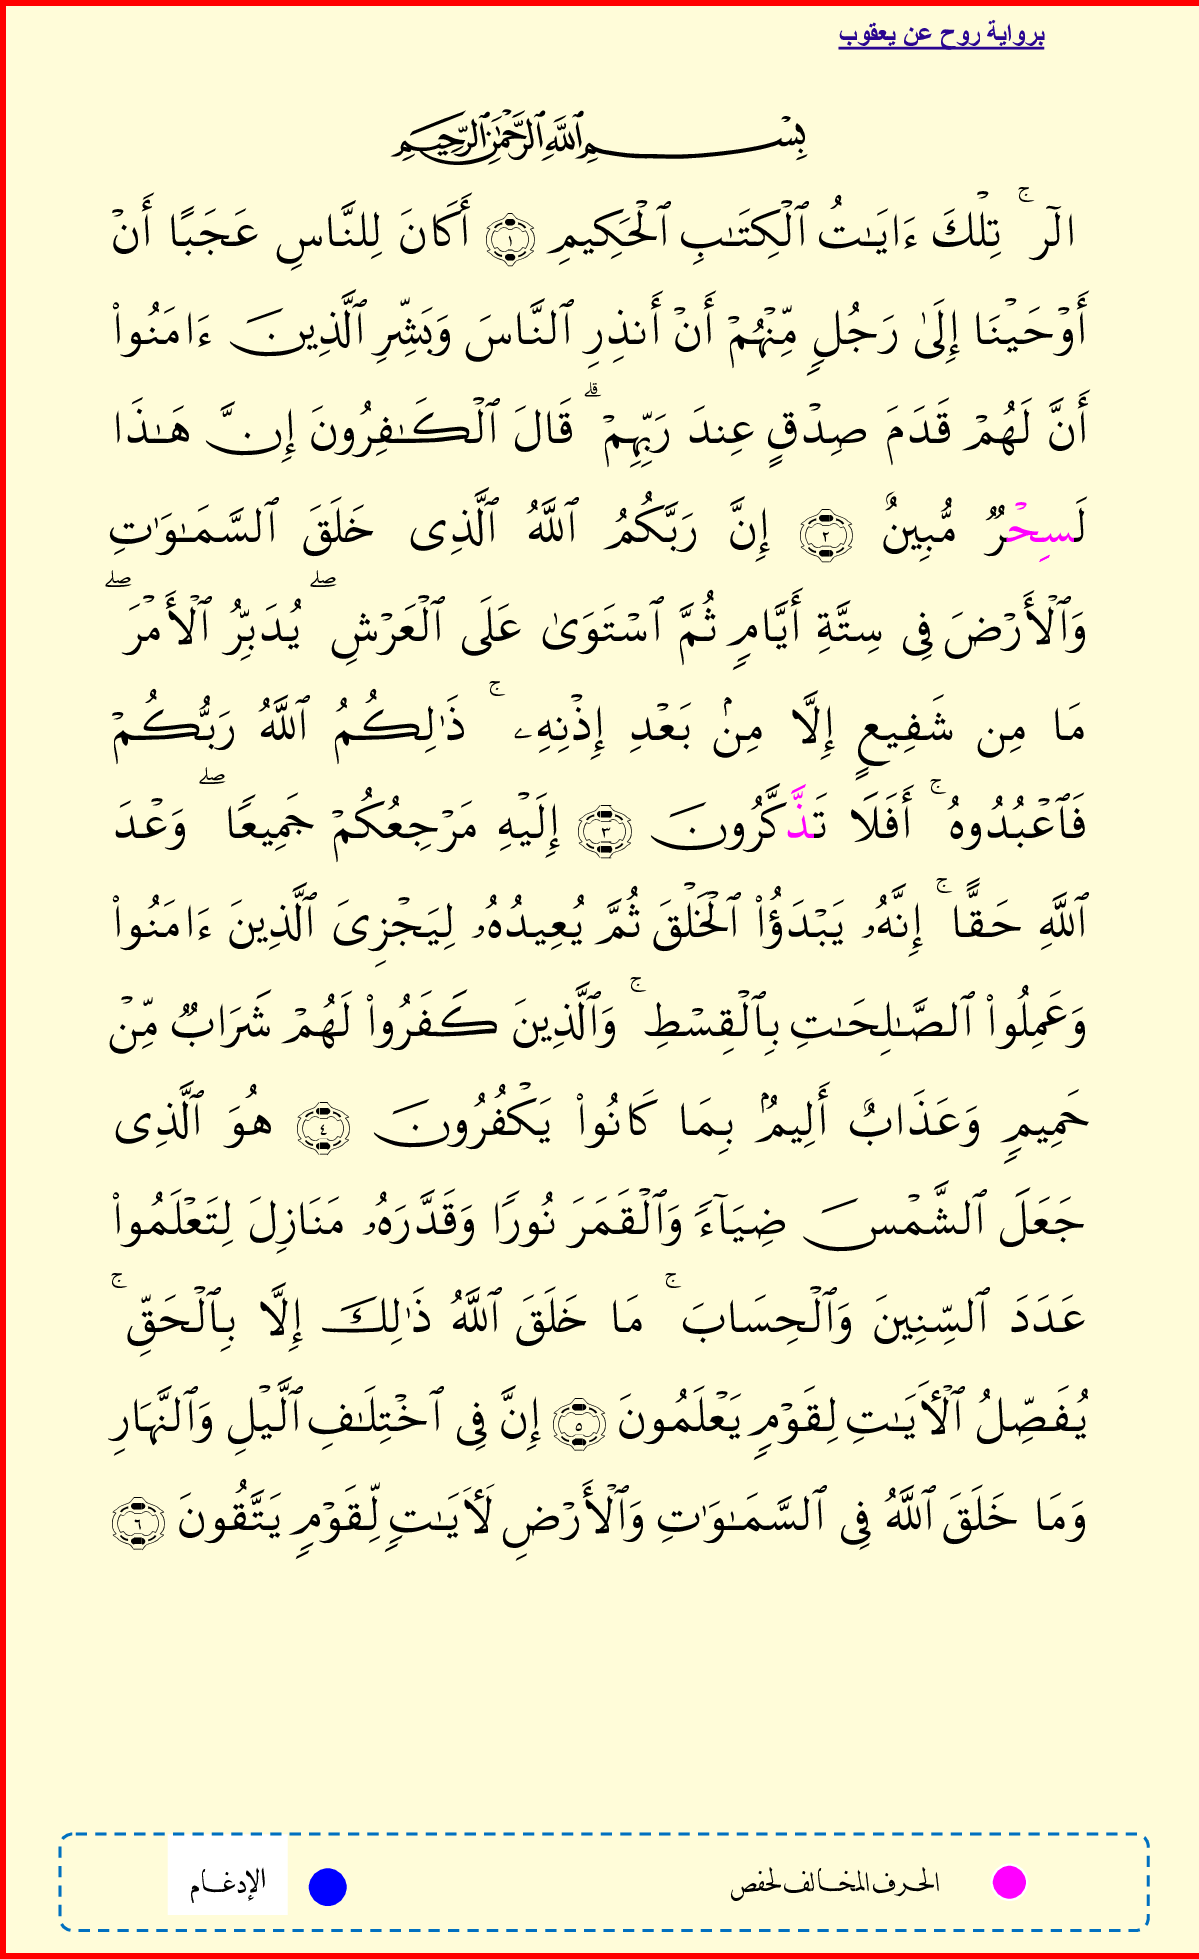 برواية روح عن يعقوب
بِسْمِ ٱللَّهِ ٱلرَّحْمَٰنِ ٱلرَّحِيمِ
الٓر ۚ تِلْكَ ءَايَـٰتُ ٱلْكِتَـٰبِ ٱلْحَكِيمِ ١ أَكَانَ لِلنَّاسِ عَجَبًا أَنْ
أَوْحَيْنَا إِلَىٰ رَجُلٍ مِّنْهُمْ أَنْ أَنذِرِ ٱلنَّاسَ وَبَشِّرِ ٱلَّذِينَ ءَامَنُوا۟
أَنَّ لَهُمْ قَدَمَ صِدْقٍ عِندَ رَبِّهِمْ ۗ قَالَ ٱلْكَـٰفِرُونَ إِنَّ هَـٰذَا
لَسِحْرٌ مُّبِينٌ ٢ إِنَّ رَبَّكُمُ ٱللَّهُ ٱلَّذِى خَلَقَ ٱلسَّمَـٰوَٰتِ
وَٱلْأَرْضَ فِى سِتَّةِ أَيَّامٍ ثُمَّ ٱسْتَوَىٰ عَلَى ٱلْعَرْشِ ۖ يُدَبِّرُ ٱلْأَمْرَ ۖ
مَا مِن شَفِيعٍ إِلَّا مِنۢ بَعْدِ إِذْنِهِۦ ۚ ذَٰلِكُمُ ٱللَّهُ رَبُّكُمْ
فَٱعْبُدُوهُ ۚ أَفَلَا تَذَّكَّرُونَ ٣ إِلَيْهِ مَرْجِعُكُمْ جَمِيعًا ۖ وَعْدَ
ٱللَّهِ حَقًّا ۚ إِنَّهُۥ يَبْدَؤُا۟ ٱلْخَلْقَ ثُمَّ يُعِيدُهُۥ لِيَجْزِىَ ٱلَّذِينَ ءَامَنُوا۟
وَعَمِلُوا۟ ٱلصَّـٰلِحَـٰتِ بِٱلْقِسْطِ ۚ وَٱلَّذِينَ كَفَرُوا۟ لَهُمْ شَرَابٌ مِّنْ
حَمِيمٍ وَعَذَابٌ أَلِيمٌۢ بِمَا كَانُوا۟ يَكْفُرُونَ ٤ هُوَ ٱلَّذِى
جَعَلَ ٱلشَّمْسَ ضِيَآءً وَٱلْقَمَرَ نُورًا وَقَدَّرَهُۥ مَنَازِلَ لِتَعْلَمُوا۟
عَدَدَ ٱلسِّنِينَ وَٱلْحِسَابَ ۚ مَا خَلَقَ ٱللَّهُ ذَٰلِكَ إِلَّا بِٱلْحَقِّ ۚ
يُفَصِّلُ ٱلْأَيَـٰتِ لِقَوْمٍ يَعْلَمُونَ ٥ إِنَّ فِى ٱخْتِلَـٰفِ ٱلَّيْلِ وَٱلنَّهَارِ
وَمَا خَلَقَ ٱللَّهُ فِى ٱلسَّمَـٰوَٰتِ وَٱلْأَرْضِ لَأَيَـٰتٍ لِّقَوْمٍ يَتَّقُونَ ٦
الحرف المخالف لحفص الإدغام